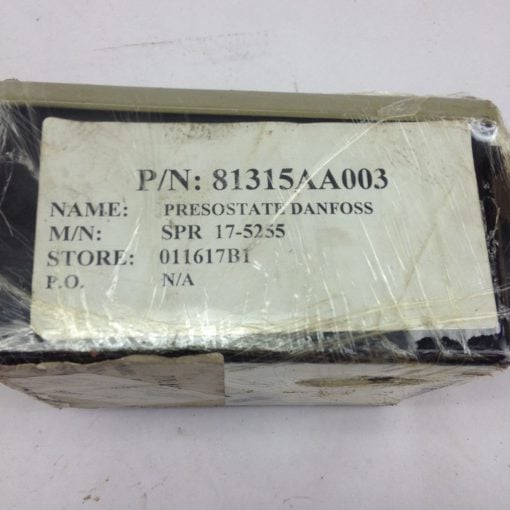 P/N: 81315AA003
NAME: PRESOSTATE DANFOSS
M/N: SPR 17-5255
STORE: 011617B1
P.O. N/A